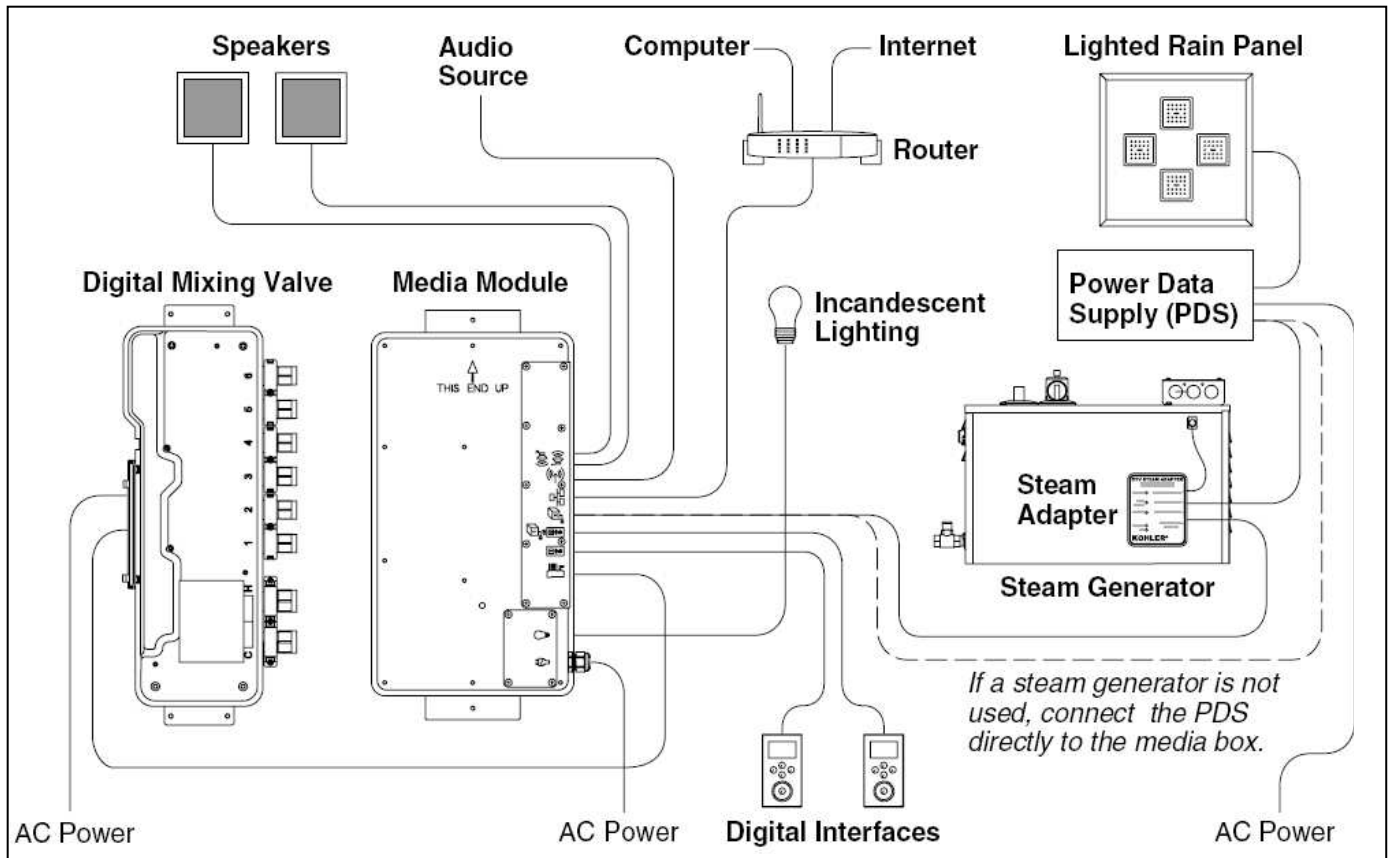 Speakers
Audio
Source
Computer
Internet
Lighted Rain Panel
Router
Digital Mixing Valve
Media Module
Incandescent
Lighting
Power Data
Supply (PDS)
THIS END UP
6
5
4
3
2
1
H
C
Steam
Adapter
KOHLER
Steam Generator
If a steam generator is not
used, connect the PDS
directly to the media box.
AC Power
AC Power
Digital Interfaces
AC Power